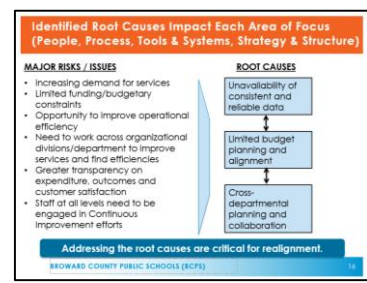 Identified Root Causes Impact Each Area of Focus
(People, Process, Tools & Systems, Strategy & Structure)
MAJOR RISKS / ISSUES
• Increasing demand for services
• Limited funding/budgetary
constraints
• Opportunity to improve operational
efficiency
• Need to work across organizational
divisions/department to improve
services and find efficiencies
• Greater transparency on
expenditure, outcomes and
customer satisfaction
• Staff at all levels need to be
engaged in Continuous
Improvement efforts
ROOT CAUSES
Unavailability of
consistent and
reliable data
Limited budget
planning and
alignment
Cross-
departmental
planning and
collaboration
Addressing the root causes are critical for realignment.
BROWARD COUNTY PUBLIC SCHOOLS (BCPS)
16